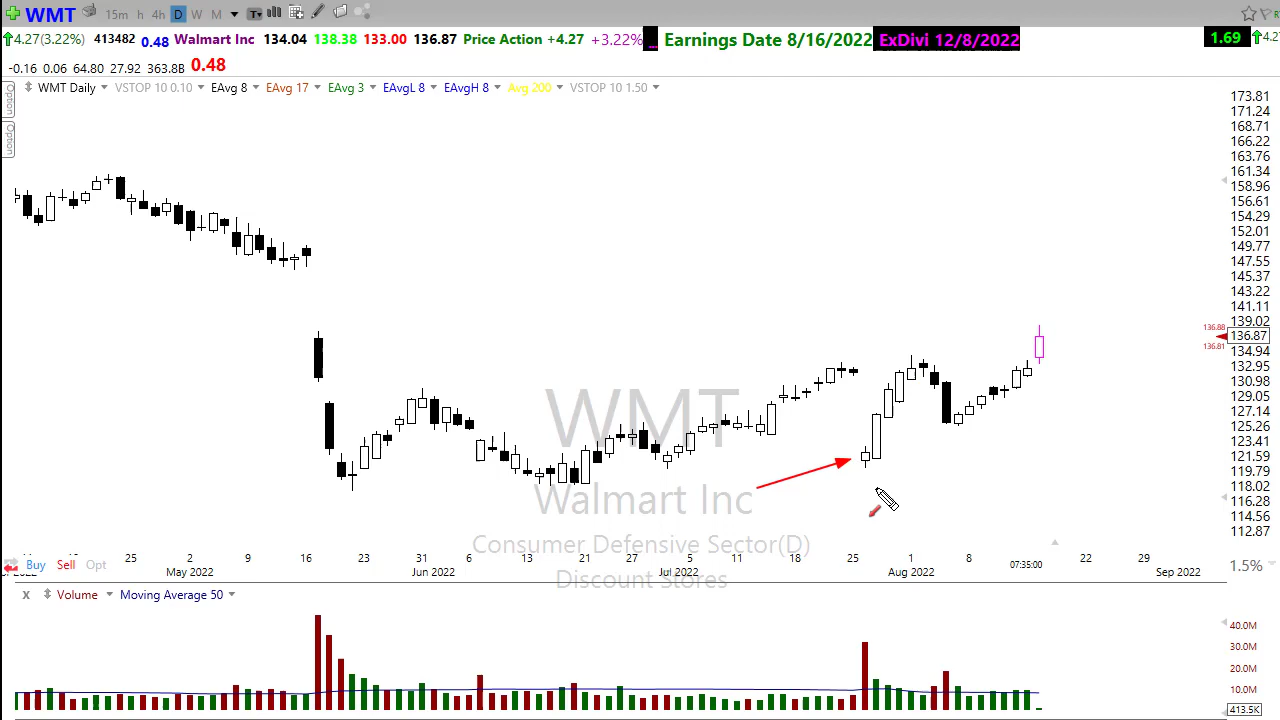 WMT 15m h 4h D W M T
4.27(3.22%) 413482 0.48 Walmart Inc 134.04 138.38 133.00 136.87 Price Action +4.27 +3.22% ... Earnings Date 8/16/2022 ExDivi 12/8/2022 1.69 4.27
-0.16 0.06 64.80 27.92 363.8B 0.48
WMT Daily VSTOP 10 0.10 EAvg 8 EAvg 17 EAvg 3 EAvgL 8 EAvgH 8 Avg 200 VSTOP 10 1.50
Option
Option
173.81
171.24
168.71
166.22
163.76
161.34
158.96
156.61
154.29
152.01
149.77
147.55
145.37
143.22
141.11
139.02
136.88
136.87
136.81
134.94
132.95
130.98
129.05
127.14
125.26
123.41
121.59
119.79
118.02
116.28
114.56
112.87
WMT
Walmart Inc
Consumer Defensive Sector(D)
Discount Stores
25 2 9 16 23 31 6 13 21 27 5 11 18 25 1 8 07:35:00 22 29
May 2022 Jun 2022 Jul 2022 Aug 2022 Sep 2022
Buy Sell Opt 1.5%
x Volume Moving Average 50
40.0M
30.0M
20.0M
10.0M
413.5K